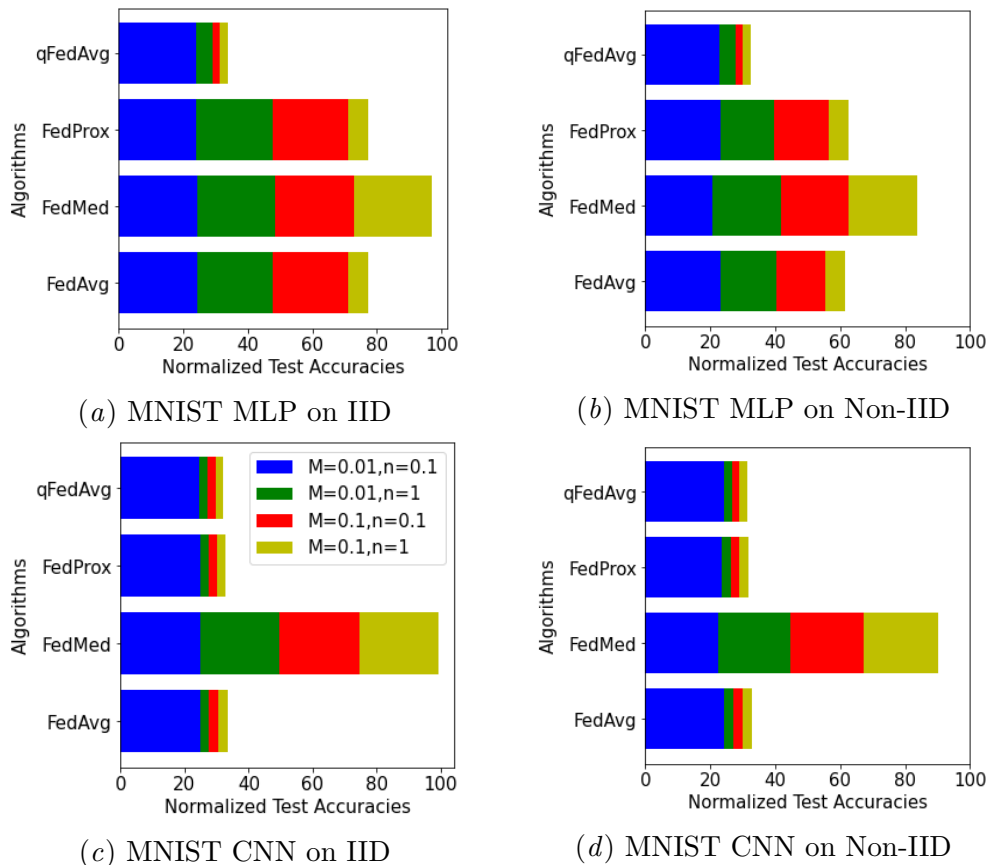 qFedAvg
FedProx
FedMed
FedAvg
Algorithms
0 20 40 60 80 100
Normalized Test Accuracies
(a) MNIST MLP on IID
qFedAvg
FedProx
FedMed
FedAvg
Algorithms
0 20 40 60 80 100
Normalized Test Accuracies
(b) MNIST MLP on Non-IID
qFedAvg
FedProx
FedMed
FedAvg
Algorithms
M=0.01,n=0.1
M=0.01,n=1
M=0.1,n=0.1
M=0.1,n=1
0 20 40 60 80 100
Normalized Test Accuracies
(c) MNIST CNN on IID
qFedAvg
FedProx
FedMed
FedAvg
Algorithms
0 20 40 60 80 100
Normalized Test Accuracies
(d) MNIST CNN on Non-IID